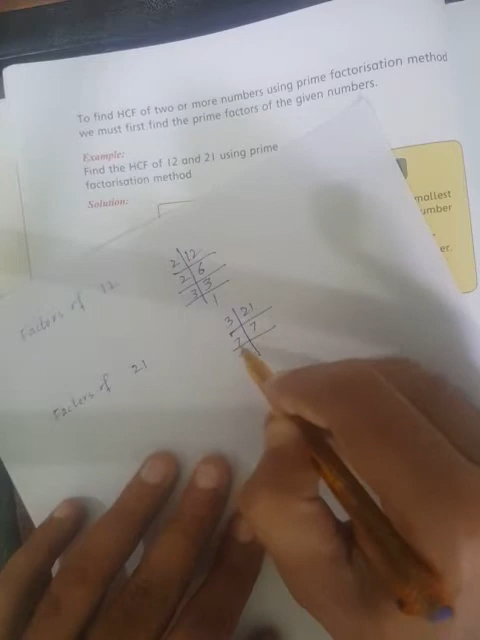 To find HCF of two or more numbers using prime factorisation method
we must first find the prime factors of the given numbers.
Example:
Find the HCF of 12 and 21 using prime
factorisation method
Solution:
mallest
umber
er.
2 12
2 6
3 3
1
Factors of 12
3 21
7 7
Factors of 21